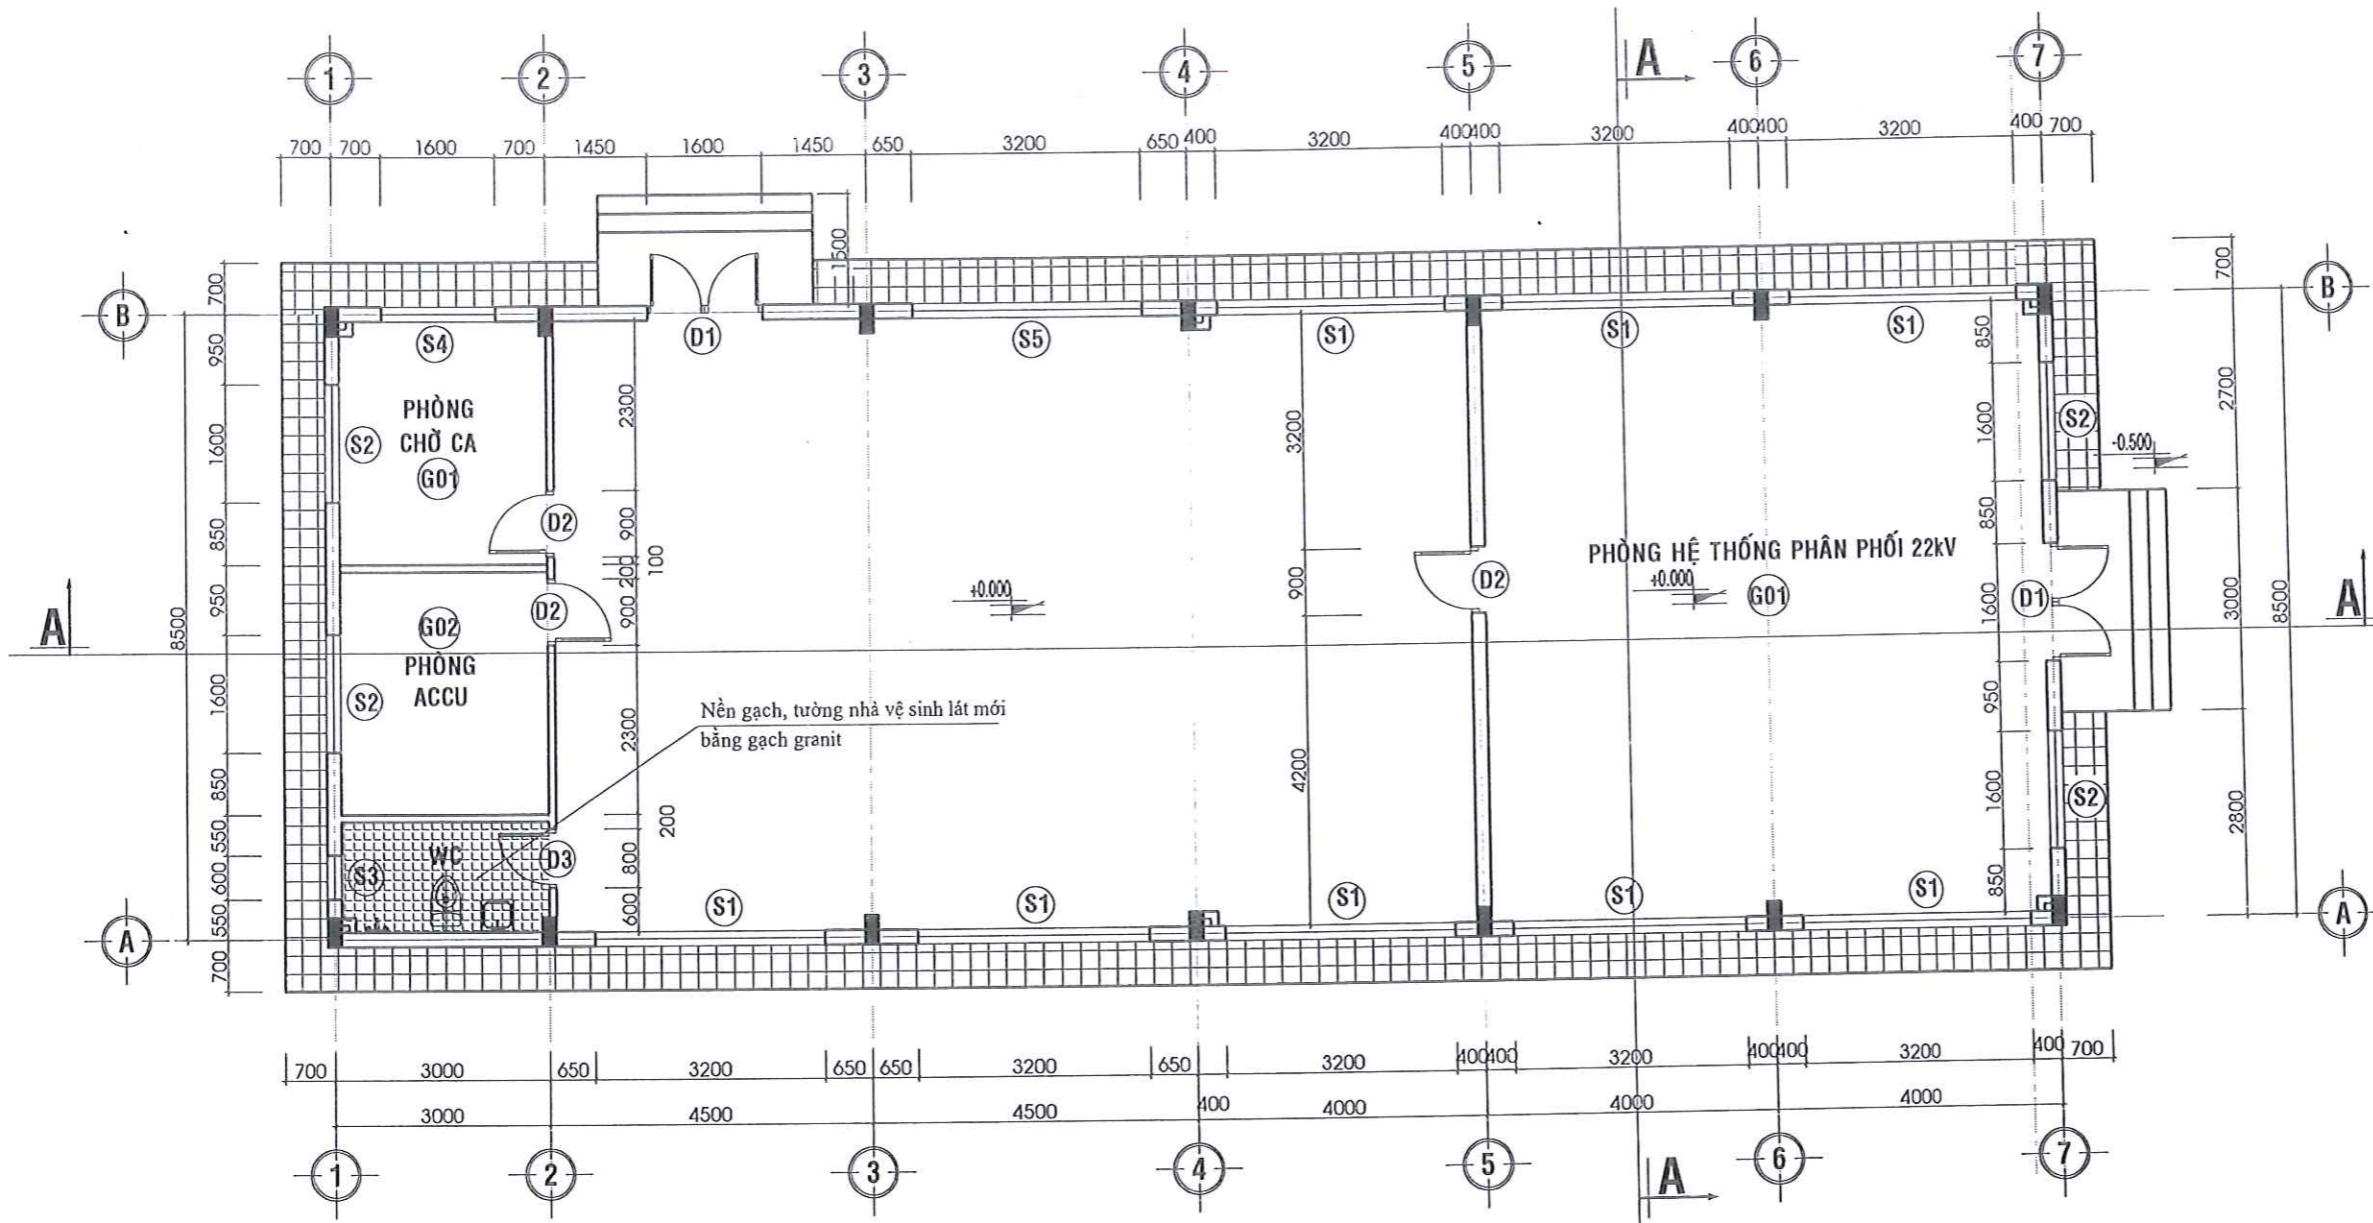 1 2 3 4 5 A 6 7
700 700 1600 700 1450 1600 1450 650 3200 650 400 3200 400 400 3200 400 400 3200 400 700
1500
B
700
950
1600
850
950
1600
850
550
600
550
700
8500
A
A
S4
D1
S5
S1
S1
S1
B
PHÒNG
CHỜ CA
G01
S2
D2
D2
G02
PHÒNG
ACCU
S2
WC
S3
D3
2300
900
200
100
900
2300
200
800
600
Nền gạch, tường nhà vệ sinh lát mới
bằng gạch granit
+0.000
3200
900
4200
D2
PHÒNG HỆ THỐNG PHÂN PHỐI 22kV
+0.000
G01
850
1600
850
1600
950
1600
850
D1
S2
-0.500
S2
700
2700
3000
2800
8500
A
A
S1
S1
S1
S1
S1
700 3000 650 3200 650 650 3200 650 3200 400 400 3200 400 400 3200 400 700
3000 4500 4500 400 4000 4000 4000
1 2 3 4 5 A 6 7